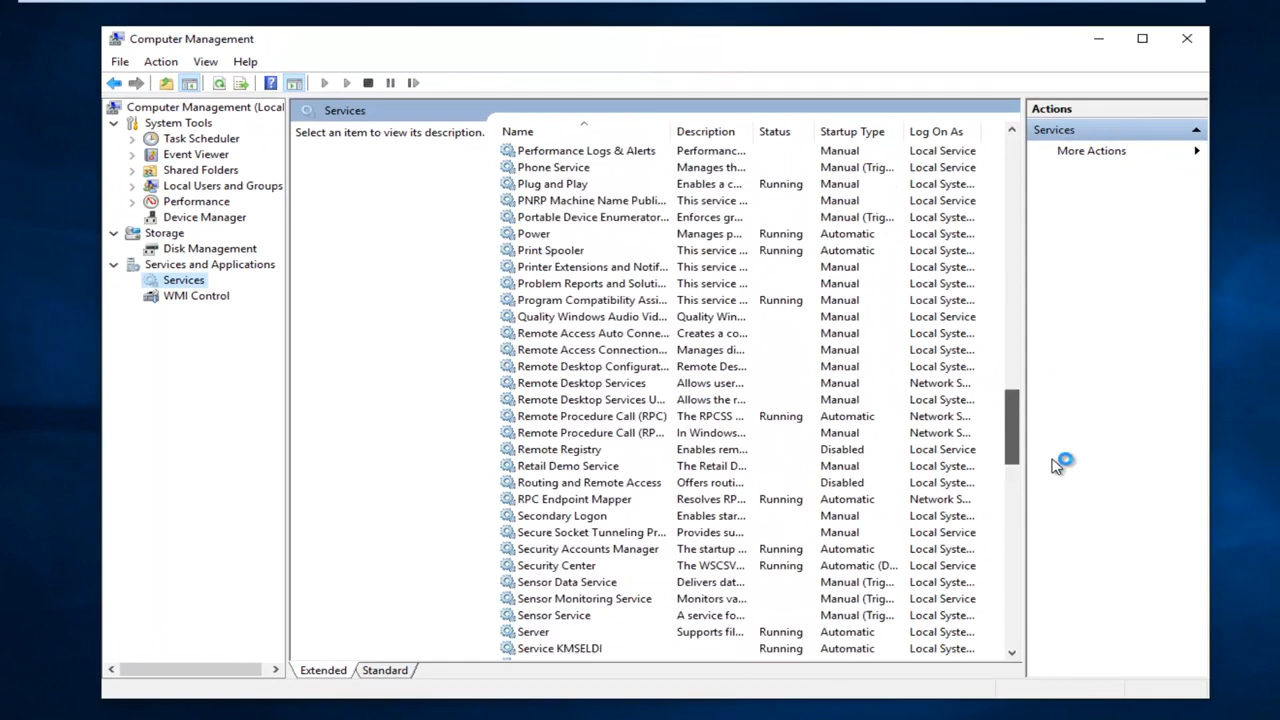 Computer Management
File Action View Help
Computer Management (Local
System Tools
Task Scheduler
Event Viewer
Shared Folders
Local Users and Groups
Performance
Device Manager
Storage
Disk Management
Services and Applications
Services
WMI Control
Services
Select an item to view its description.
Name Description Status Startup Type Log On As
Performance Logs & Alerts Performanc... Manual Local Service
Phone Service Manages th... Manual (Trig... Local Service
Plug and Play Enables a c... Running Manual Local Syste...
PNRP Machine Name Publi... This service ... Manual Local Service
Portable Device Enumerator... Enforces gr... Manual (Trig... Local Syste...
Power Manages p... Running Automatic Local Syste...
Print Spooler This service ... Running Automatic Local Syste...
Printer Extensions and Notif... This service ... Manual Local Syste...
Problem Reports and Soluti... This service ... Manual Local Syste...
Program Compatibility Assi... This service ... Running Manual Local Syste...
Quality Windows Audio Vid... Quality Win... Manual Local Service
Remote Access Auto Conne... Creates a co... Manual Local Syste...
Remote Access Connection... Manages di... Manual Local Syste...
Remote Desktop Configurat... Remote Des... Manual Local Syste...
Remote Desktop Services Allows user... Manual Network S...
Remote Desktop Services U... Allows the r... Manual Local Syste...
Remote Procedure Call (RPC) The RPCSS ... Running Automatic Network S...
Remote Procedure Call (RP... In Windows... Manual Network S...
Remote Registry Enables rem... Disabled Local Service
Retail Demo Service The Retail D... Manual Local Syste...
Routing and Remote Access Offers routi... Disabled Local Syste...
RPC Endpoint Mapper Resolves RP... Running Automatic Network S...
Secondary Logon Enables star... Manual Local Syste...
Secure Socket Tunneling Pr... Provides su... Manual Local Service
Security Accounts Manager The startup ... Running Automatic Local Syste...
Security Center The WSCSV... Running Automatic (D... Local Service
Sensor Data Service Delivers dat... Manual (Trig... Local Syste...
Sensor Monitoring Service Monitors va... Manual (Trig... Local Service
Sensor Service A service fo... Manual (Trig... Local Syste...
Server Supports fil... Running Automatic Local Syste...
Service KMSELDI Running Automatic Local Syste...
Extended Standard
Actions
Services
More Actions